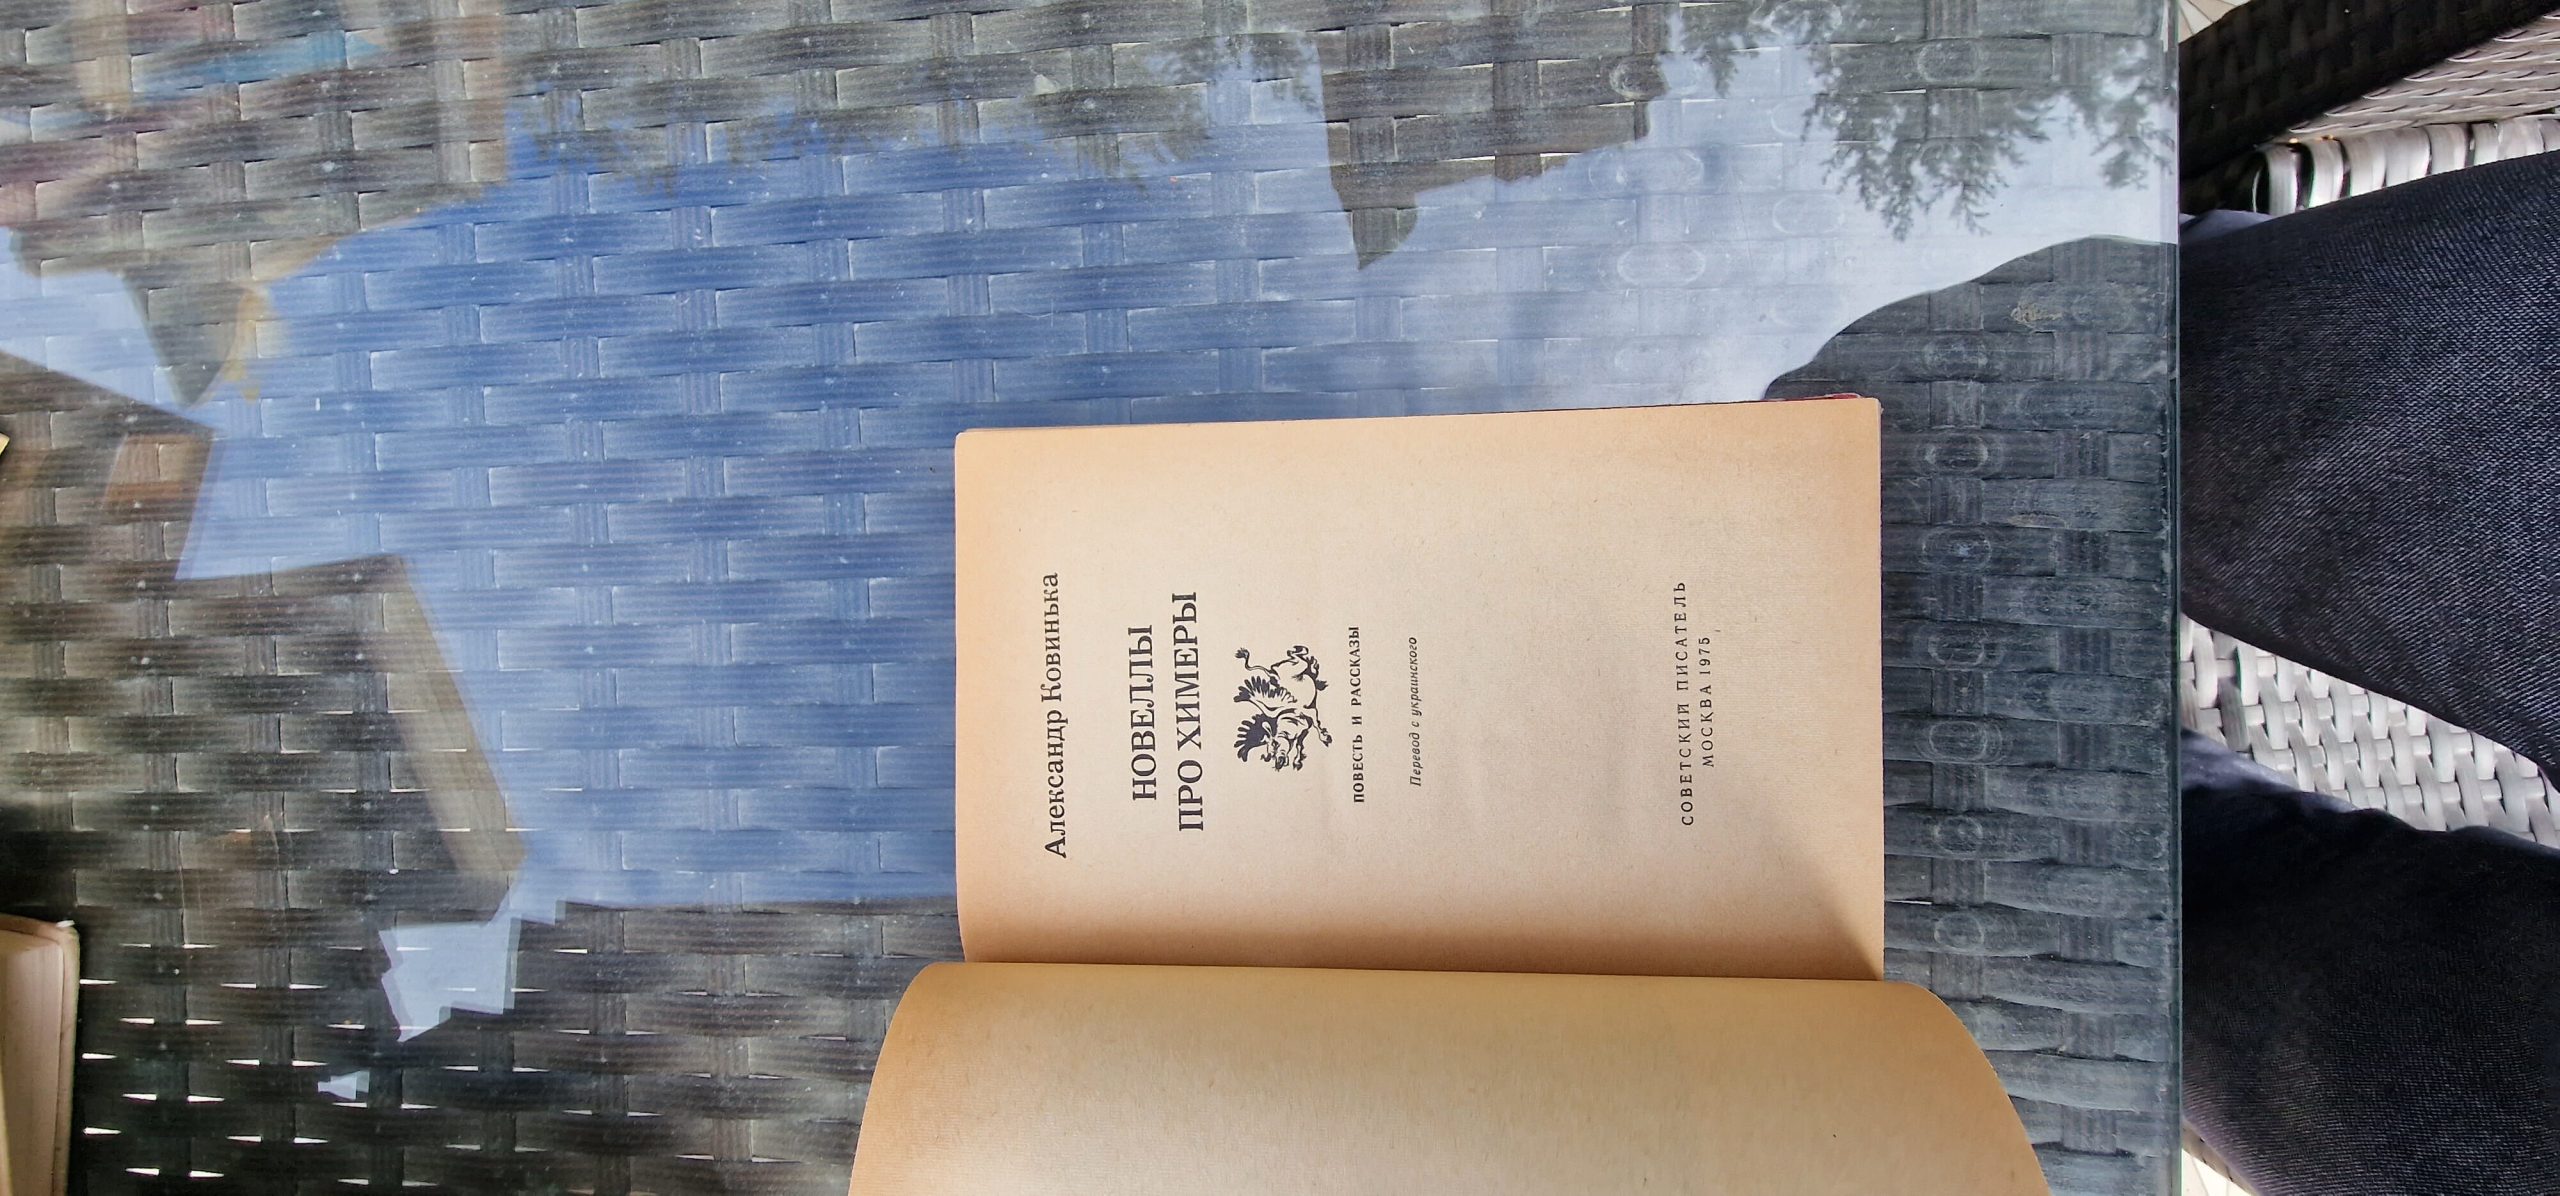 Александр Ковинька
НОВЕЛЛЫ
ПРО ХИМЕРЫ
ПОВЕСТЬ И РАССКАЗЫ
Перевод с украинского
СОВЕТСКИЙ ПИСАТЕЛЬ
МОСКВА 1975